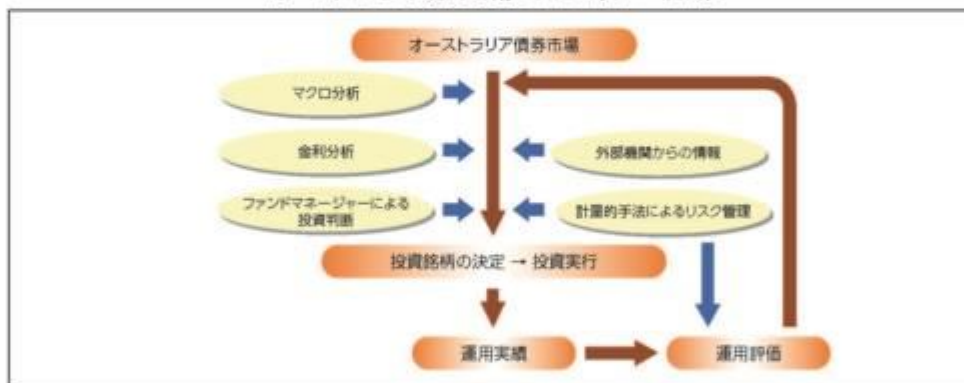 オーストラリア債券市場
マクロ分析
金利分析
外部機関からの情報
ファンドマネージャーによる
投資判断
計量的手法によるリスク管理
投資銘柄の決定 → 投資実行
運用実績
運用評価